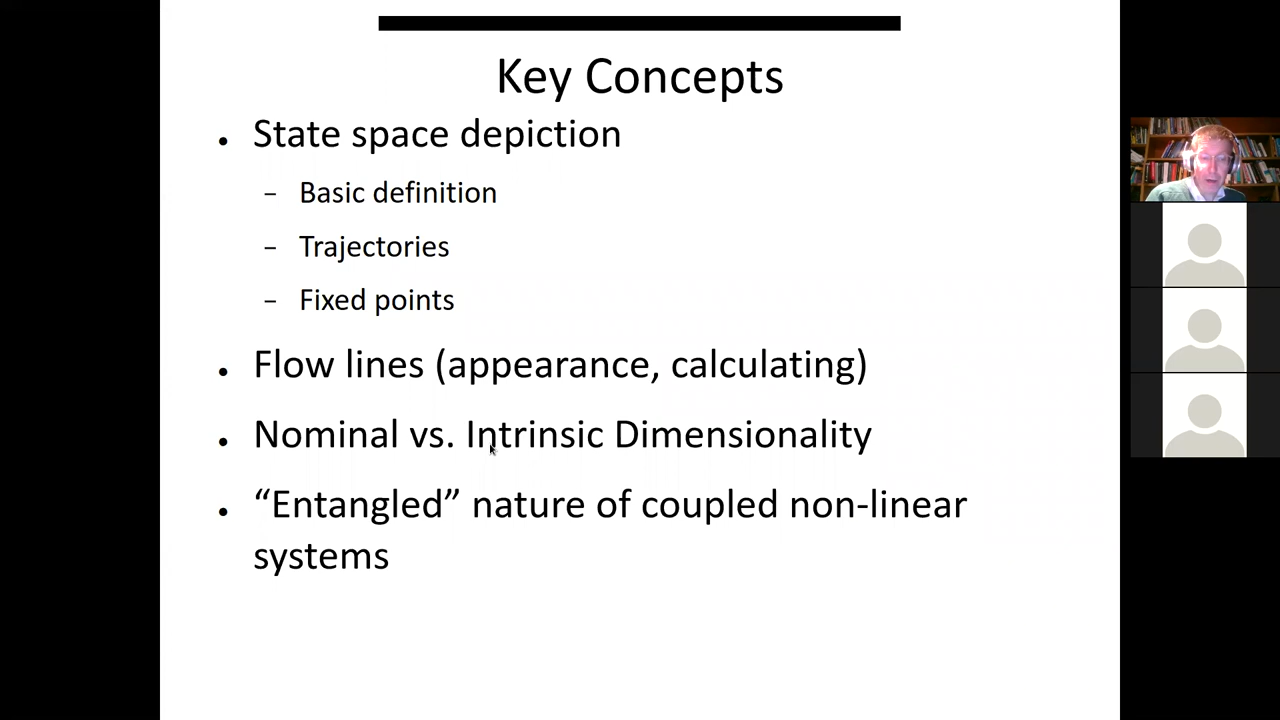 Key Concepts
• State space depiction
– Basic definition
– Trajectories
– Fixed points
• Flow lines (appearance, calculating)
• Nominal vs. Intrinsic Dimensionality
• “Entangled” nature of coupled non-linear
systems